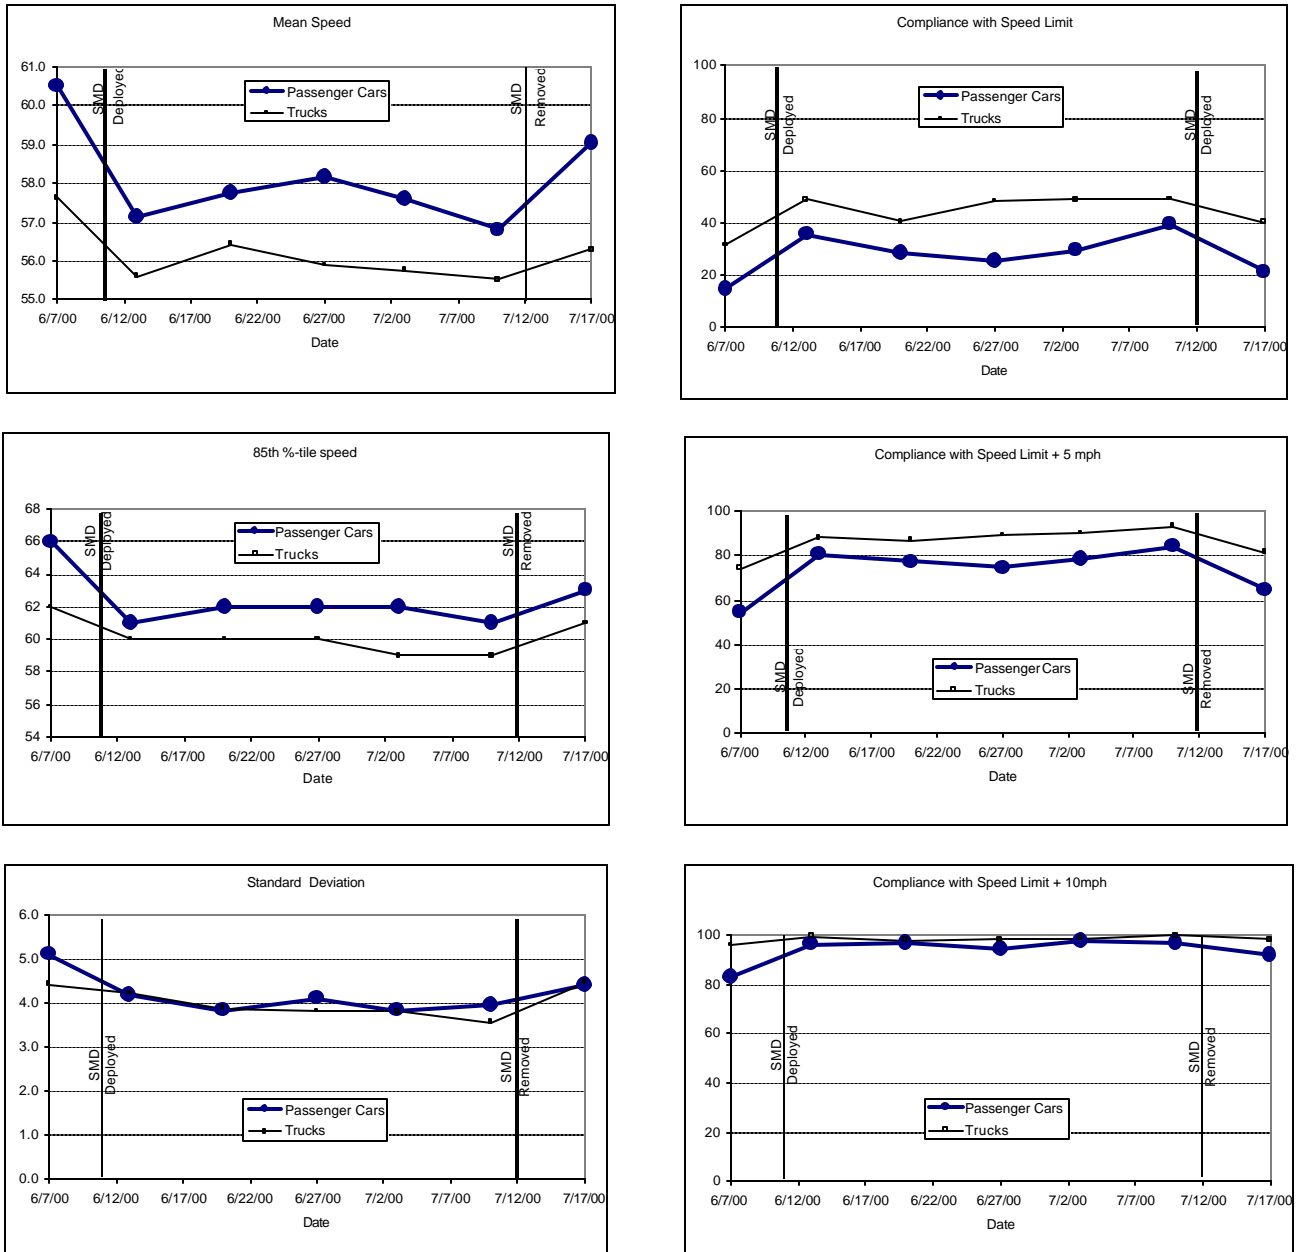 Mean Speed
61.0
60.0
59.0
58.0
57.0
56.0
55.0
SMD
Deployed
Passenger Cars
Trucks
SMD
Removed
6/7/00 6/12/00 6/17/00 6/22/00 6/27/00 7/2/00 7/7/00 7/12/00 7/17/00
Date
Compliance with Speed Limit
100
80
60
40
20
0
SMD
Deployed
Passenger Cars
Trucks
SMD
Deployed
6/7/00 6/12/00 6/17/00 6/22/00 6/27/00 7/2/00 7/7/00 7/12/00 7/17/00
Date
85th %-tile speed
68
66
64
62
60
58
56
54
SMD
Deployed
Passenger Cars
Trucks
SMD
Removed
6/7/00 6/12/00 6/17/00 6/22/00 6/27/00 7/2/00 7/7/00 7/12/00 7/17/00
Date
Compliance with Speed Limit + 5 mph
100
80
60
40
20
0
SMD
Deployed
Passenger Cars
Trucks
SMD
Removed
6/7/00 6/12/00 6/17/00 6/22/00 6/27/00 7/2/00 7/7/00 7/12/00 7/17/00
Date
Standard Deviation
6.0
5.0
4.0
3.0
2.0
1.0
0.0
SMD
Deployed
Passenger Cars
Trucks
SMD
Removed
6/7/00 6/12/00 6/17/00 6/22/00 6/27/00 7/2/00 7/7/00 7/12/00 7/17/00
Date
Compliance with Speed Limit + 10mph
100
80
60
40
20
0
SMD
Deployed
Passenger Cars
Trucks
SMD
Removed
6/7/00 6/12/00 6/17/00 6/22/00 6/27/00 7/2/00 7/7/00 7/12/00 7/17/00
Date